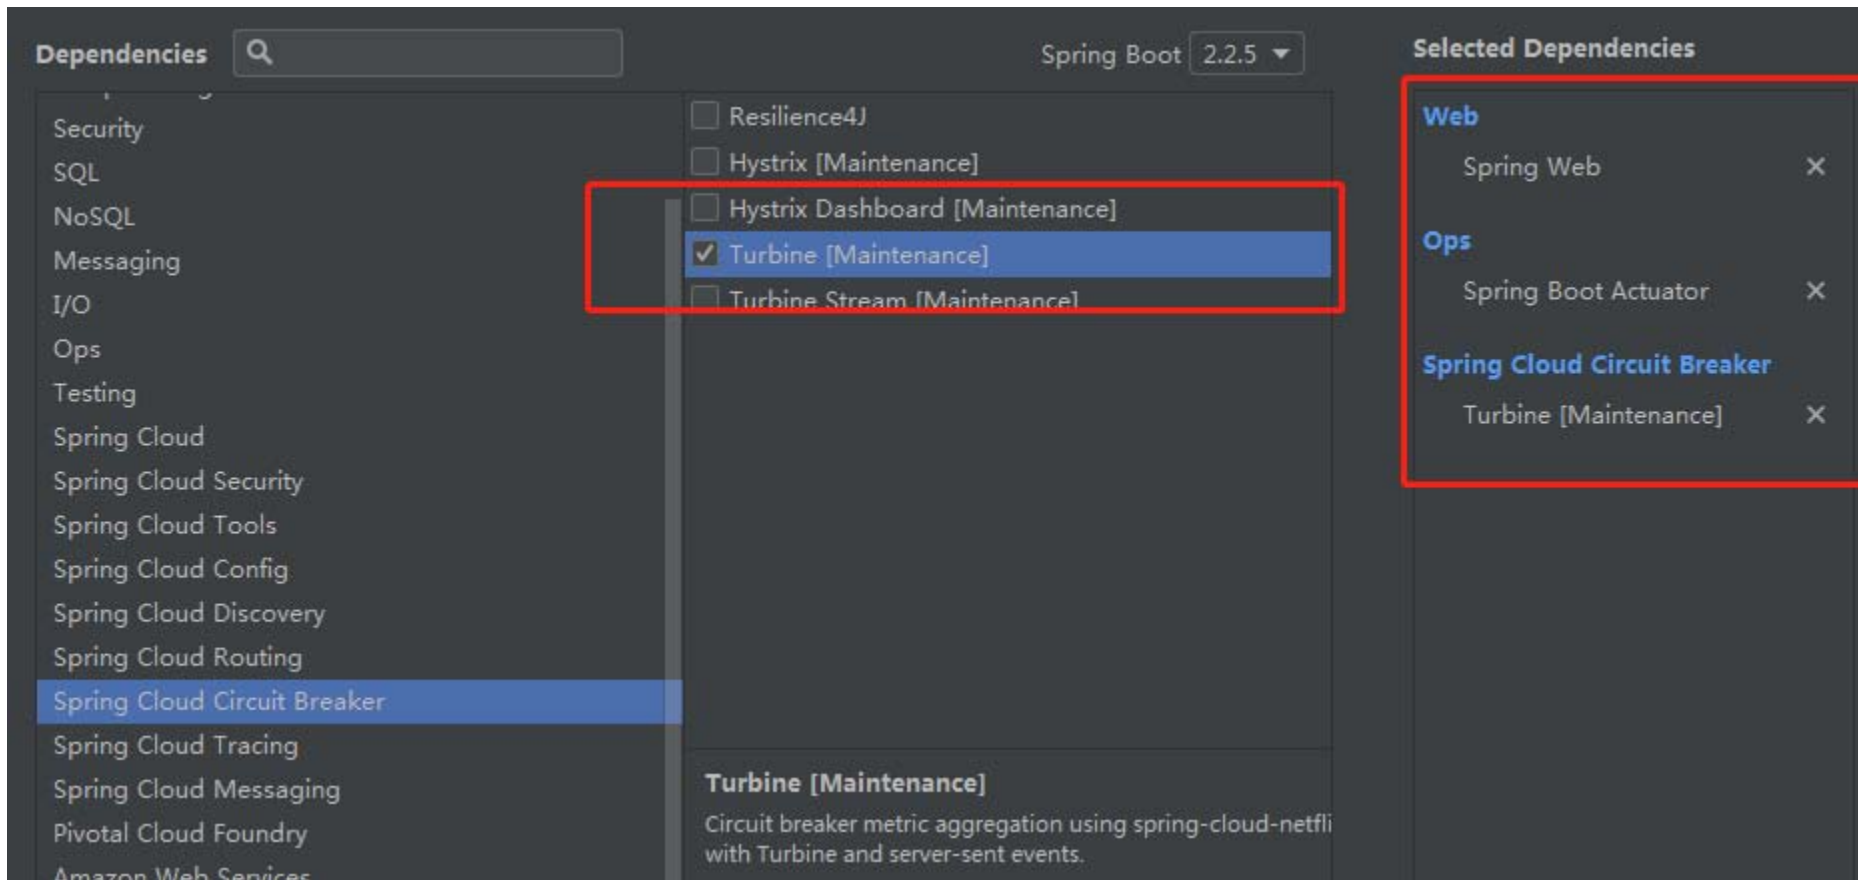 Dependencies
Spring Boot 2.2.5
Selected Dependencies
Security
SQL
NoSQL
Messaging
I/O
Ops
Testing
Spring Cloud
Spring Cloud Security
Spring Cloud Tools
Spring Cloud Config
Spring Cloud Discovery
Spring Cloud Routing
Spring Cloud Circuit Breaker
Spring Cloud Tracing
Spring Cloud Messaging
Pivotal Cloud Foundry
Amazon Web Services
Resilience4J
Hystrix [Maintenance]
Hystrix Dashboard [Maintenance]
Turbine [Maintenance]
Turbine Stream [Maintenance]
Turbine [Maintenance]
Circuit breaker metric aggregation using spring-cloud-netfli
with Turbine and server-sent events.
Web
Spring Web
Ops
Spring Boot Actuator
Spring Cloud Circuit Breaker
Turbine [Maintenance]